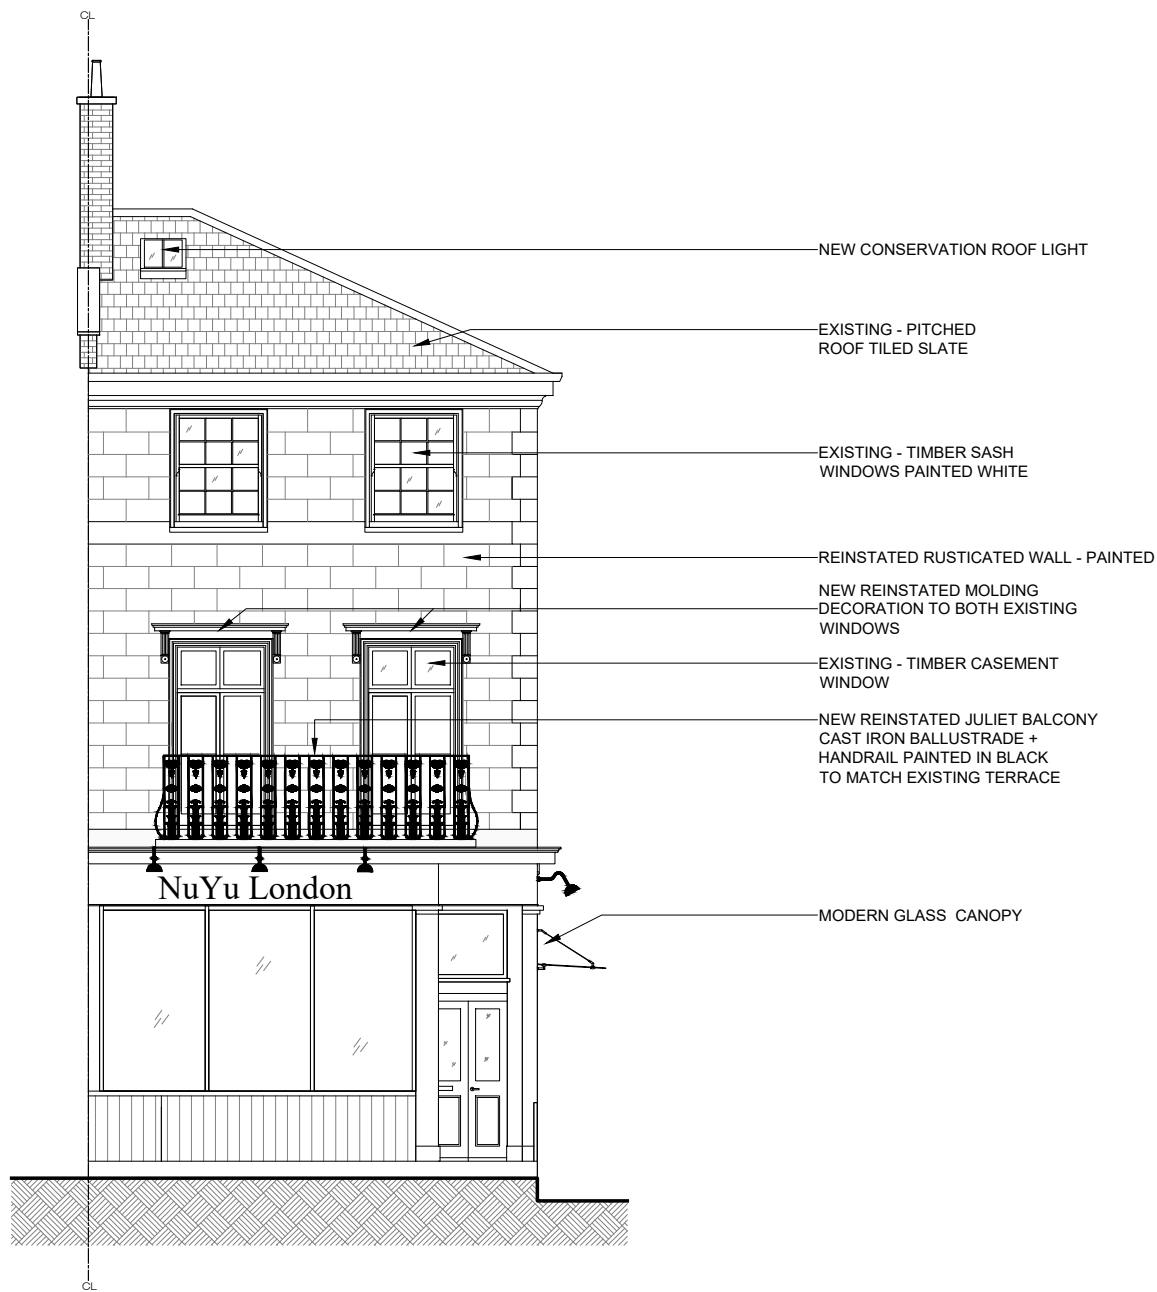 CL
NEW CONSERVATION ROOF LIGHT
EXISTING - PITCHED
ROOF TILED SLATE
EXISTING - TIMBER SASH
WINDOWS PAINTED WHITE
REINSTATED RUSTICATED WALL - PAINTED
NEW REINSTATED MOLDING
DECORATION TO BOTH EXISTING
WINDOWS
EXISTING - TIMBER CASEMENT
WINDOW
NEW REINSTATED JULIET BALCONY
CAST IRON BALLUSTRADE +
HANDRAIL PAINTED IN BLACK
TO MATCH EXISTING TERRACE
NuYu London
MODERN GLASS CANOPY
CL